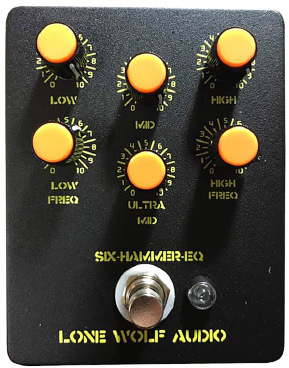 LOW
MID
HIGH
LOW FREQ
ULTRA MID
HIGH FREQ
SIX-HAMMER-EQ
LONE WOLF AUDIO